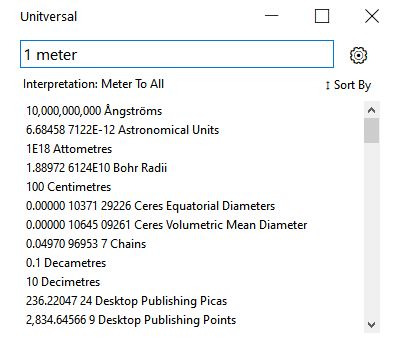 Unitversal
1 meter
Interpretation: Meter To All
↕ Sort By
10,000,000,000 Ångströms
6.68458 7122E-12 Astronomical Units
1E18 Attometres
1.88972 6124E10 Bohr Radii
100 Centimetres
0.00000 10371 29226 Ceres Equatorial Diameters
0.00000 10645 09261 Ceres Volumetric Mean Diameter
0.04970 96953 7 Chains
0.1 Decametres
10 Decimetres
236.22047 24 Desktop Publishing Picas
2,834.64566 9 Desktop Publishing Points